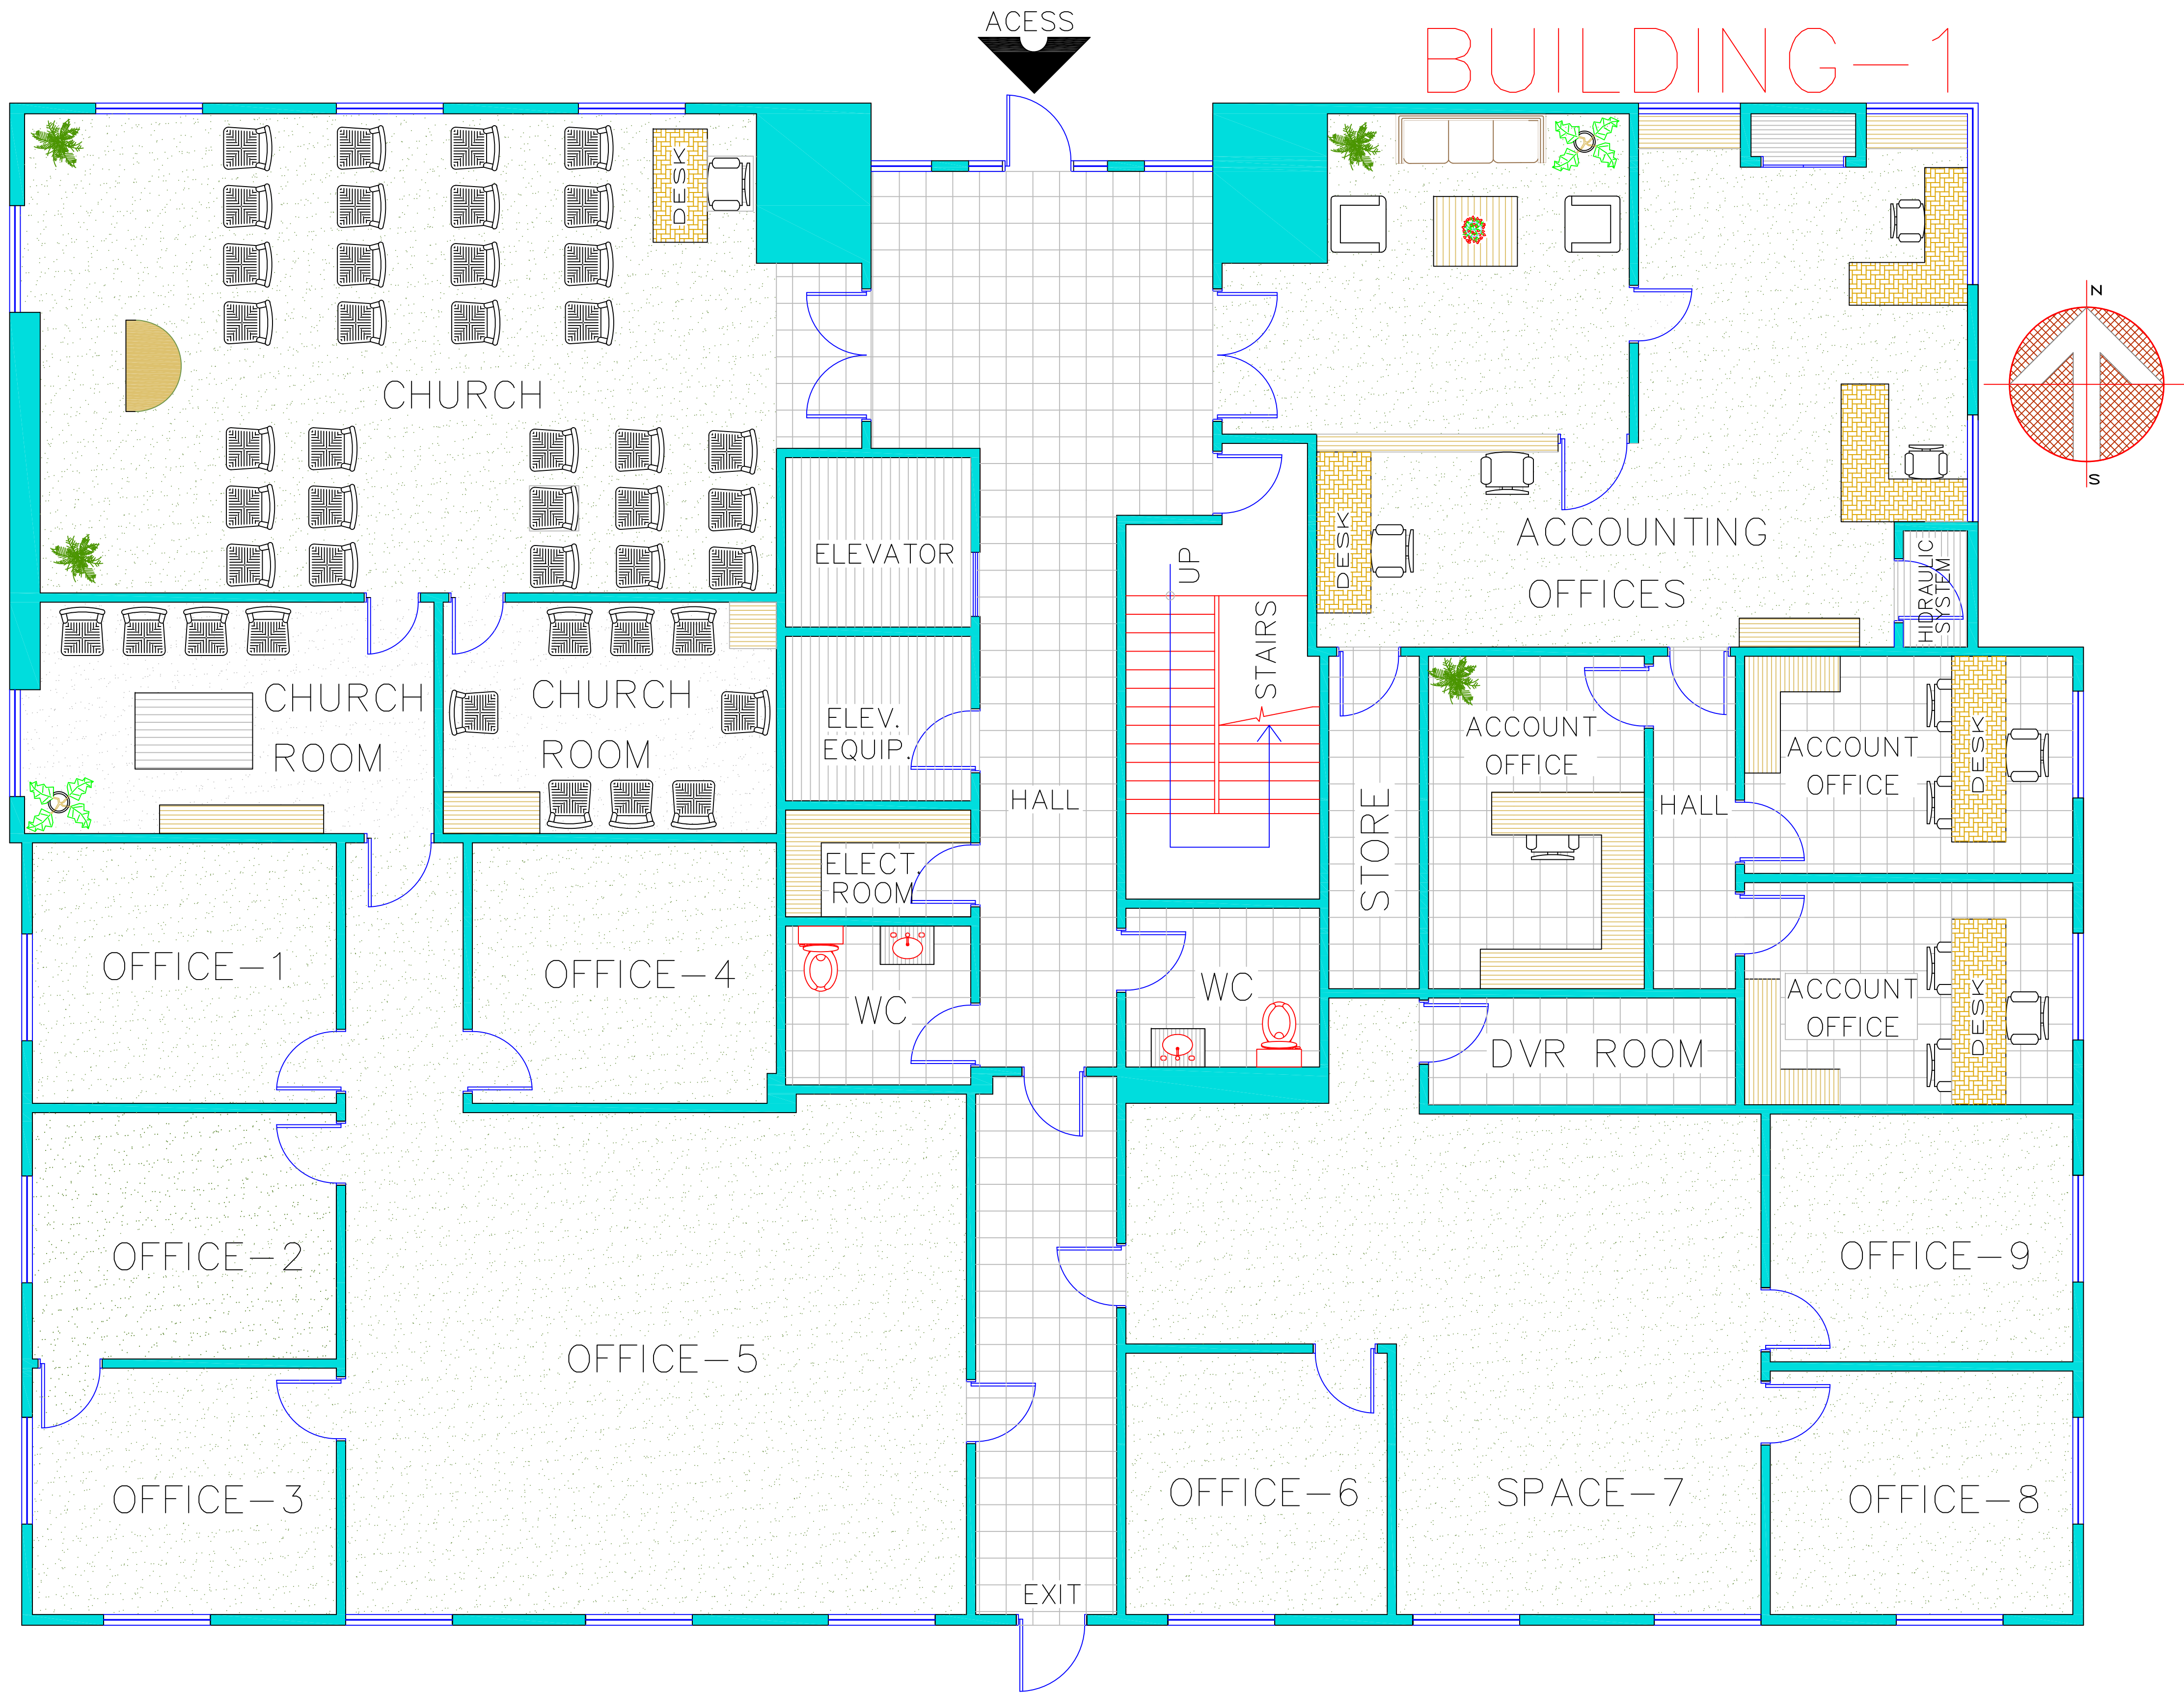 ACESS
BUILDING-1
DESK
N
S
CHURCH
ELEVATOR
UP
STAIRS
DESK
ACCOUNTING
OFFICES
HIDRAULIC
SYSTEM
CHURCH
ROOM
CHURCH
ROOM
ELEV.
EQUIP.
HALL
STORE
ACCOUNT
OFFICE
HALL
ACCOUNT
OFFICE
DESK
ELECT.
ROOM
OFFICE-1
OFFICE-4
WC
WC
DVR ROOM
ACCOUNT
OFFICE
DESK
OFFICE-2
OFFICE-9
OFFICE-5
OFFICE-3
OFFICE-6
SPACE-7
OFFICE-8
EXIT